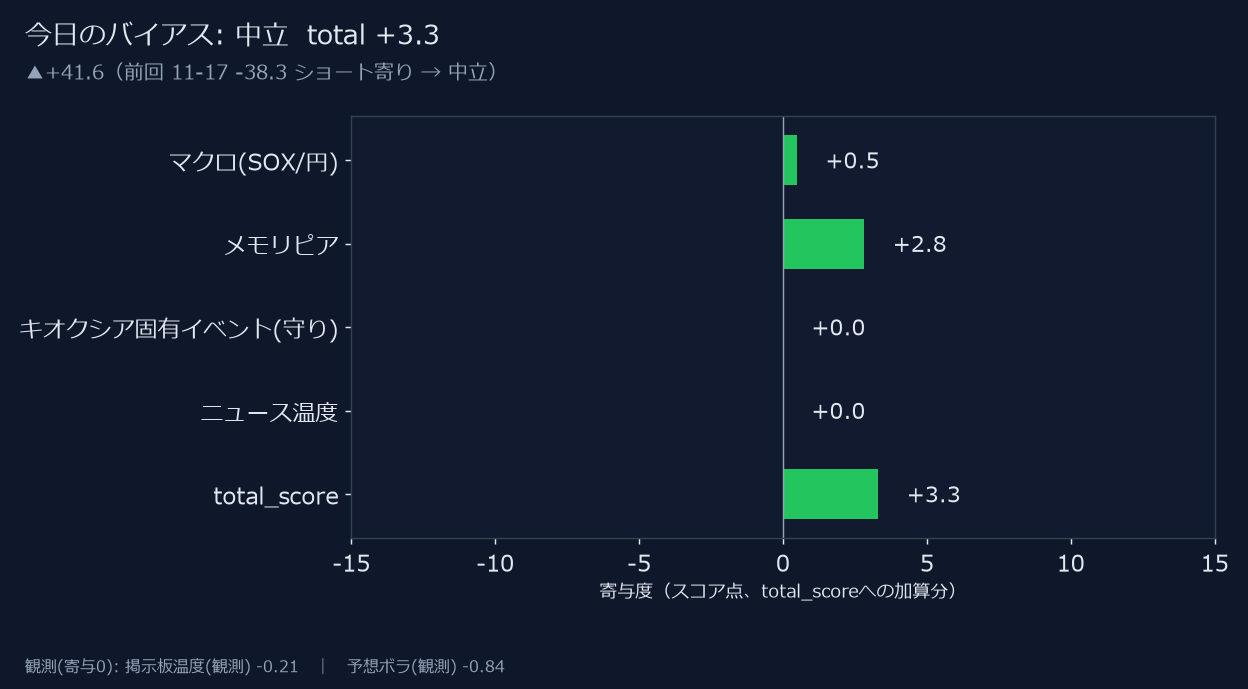 今日のバイアス: 中立 total +3.3
▲+41.6（前回 11-17 -38.3 ショート寄り → 中立）
マクロ(SOX/円)
+0.5
メモリピア
+2.8
キオクシア固有イベント(守り)
+0.0
ニュース温度
+0.0
total_score
+3.3
-15 -10 -5 0 5 10 15
寄与度（スコア点、total_scoreへの加算分）
観測(寄与0): 掲示板温度(観測) -0.21 ｜ 予想ボラ(観測) -0.84